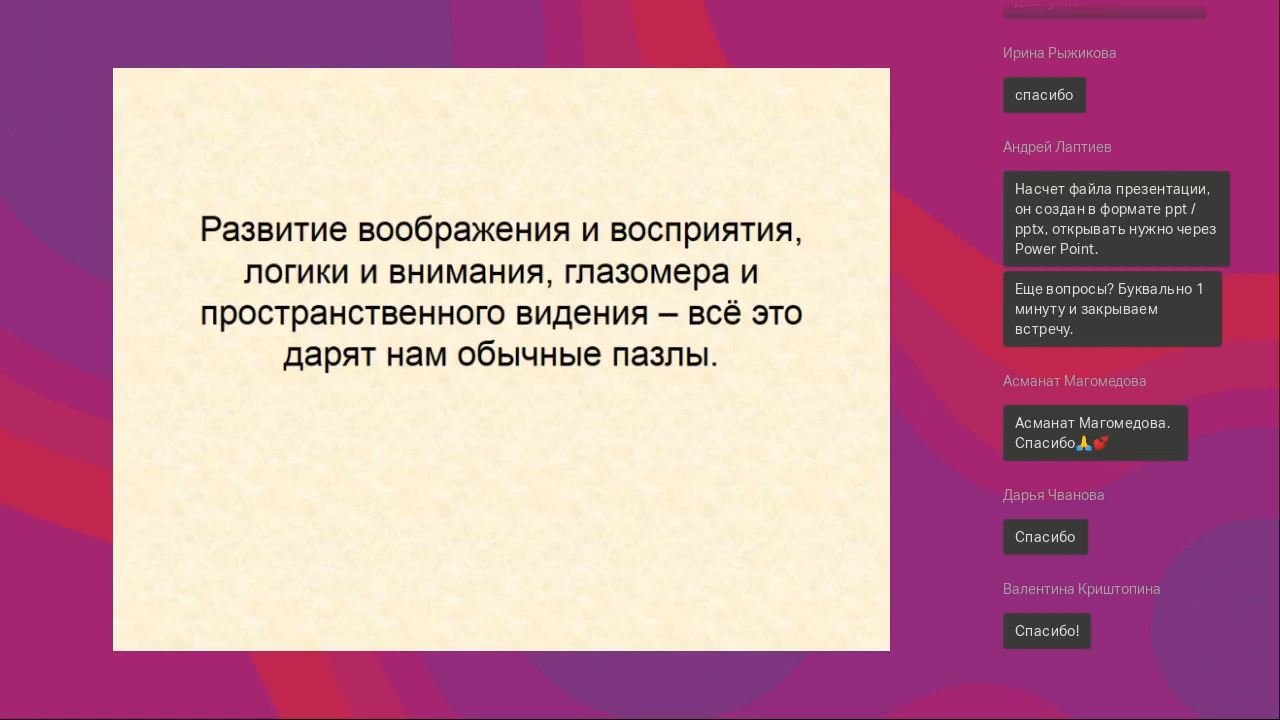 Развитие воображения и восприятия,
логики и внимания, глазомера и
пространственного видения – всё это
дарят нам обычные пазлы.
Ирина Рыжикова
спасибо
Андрей Лаптиев
Насчет файла презентации,
он создан в формате ppt /
pptx, открывать нужно через
Power Point.
Еще вопросы? Буквально 1
минуту и закрываем
встречу.
Асманат Магомедова
Асманат Магомедова.
Спасибо🙏💕
Дарья Чванова
Спасибо
Валентина Криштопина
Спасибо!